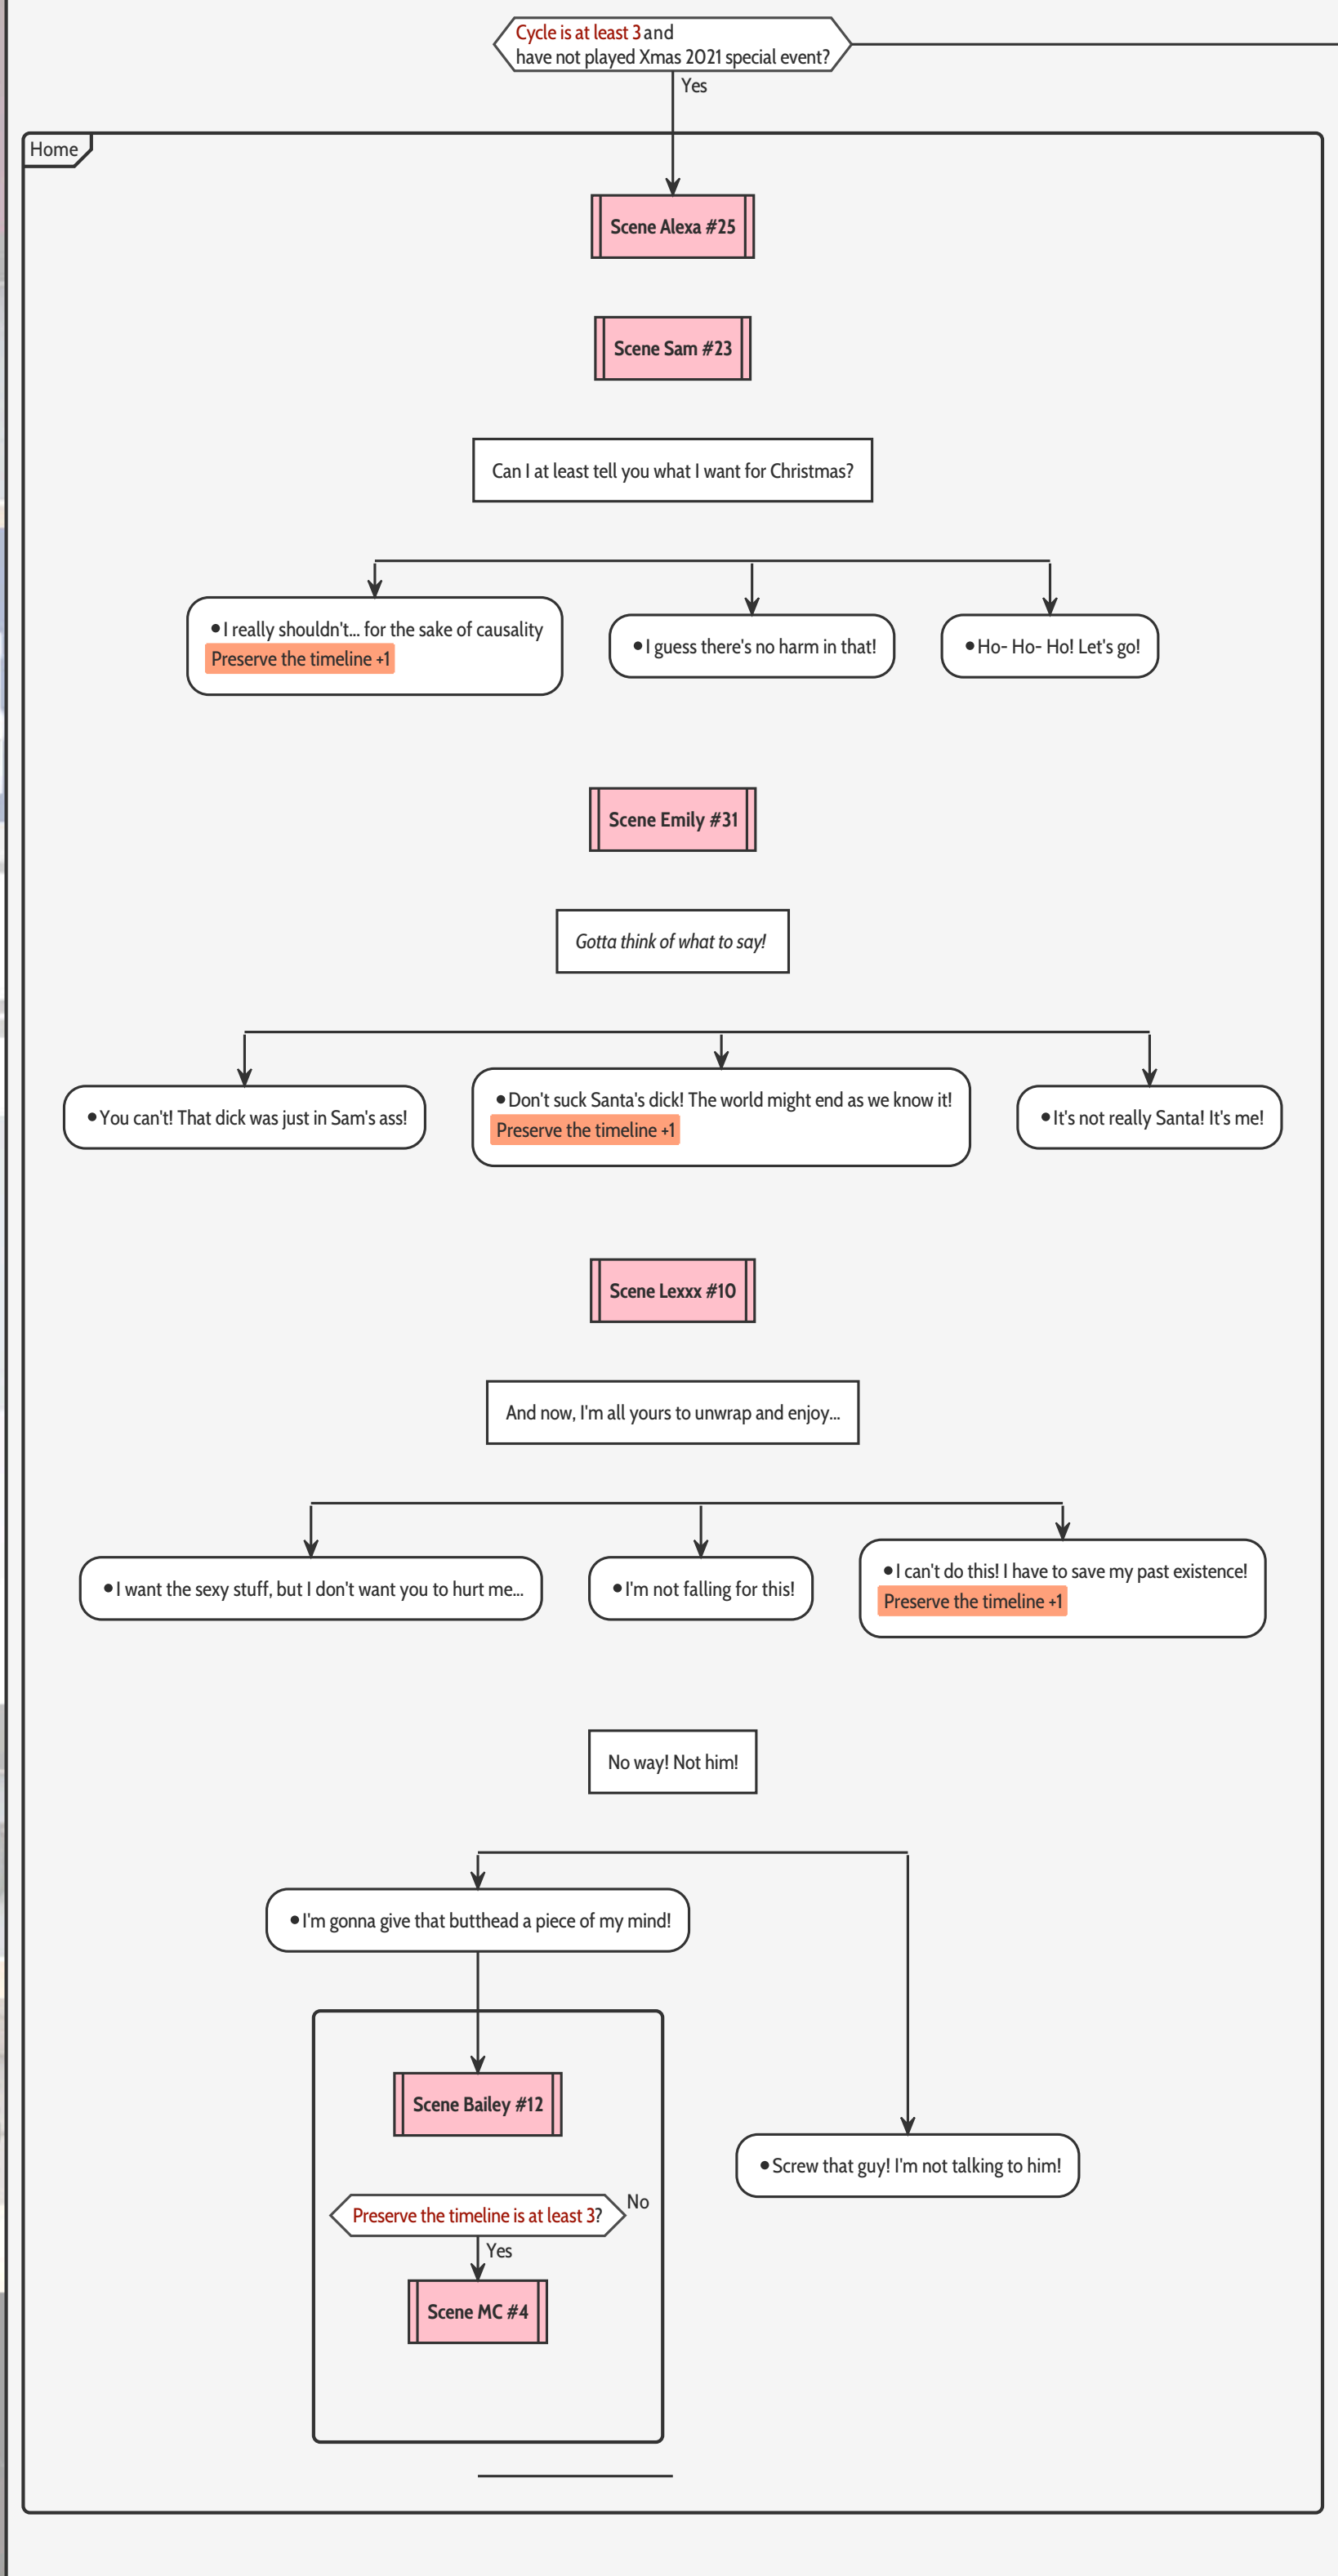 Cycle is at least 3 and
have not played Xmas 2021 special event?
Yes
Home
Scene Alexa #25
Scene Sam #23
Can I at least tell you what I want for Christmas?
•I really shouldn't... for the sake of causality
Preserve the timeline +1
•I guess there's no harm in that!
•Ho- Ho- Ho! Let's go!
Scene Emily #31
Gotta think of what to say!
•You can't! That dick was just in Sam's ass!
•Don't suck Santa's dick! The world might end as we know it!
Preserve the timeline +1
•It's not really Santa! It's me!
Scene Lexxx #10
And now, I'm all yours to unwrap and enjoy...
•I want the sexy stuff, but I don't want you to hurt me...
•I'm not falling for this!
•I can't do this! I have to save my past existence!
Preserve the timeline +1
No way! Not him!
•I'm gonna give that butthead a piece of my mind!
Scene Bailey #12
•Screw that guy! I'm not talking to him!
Preserve the timeline is at least 3?
No
Yes
Scene MC #4